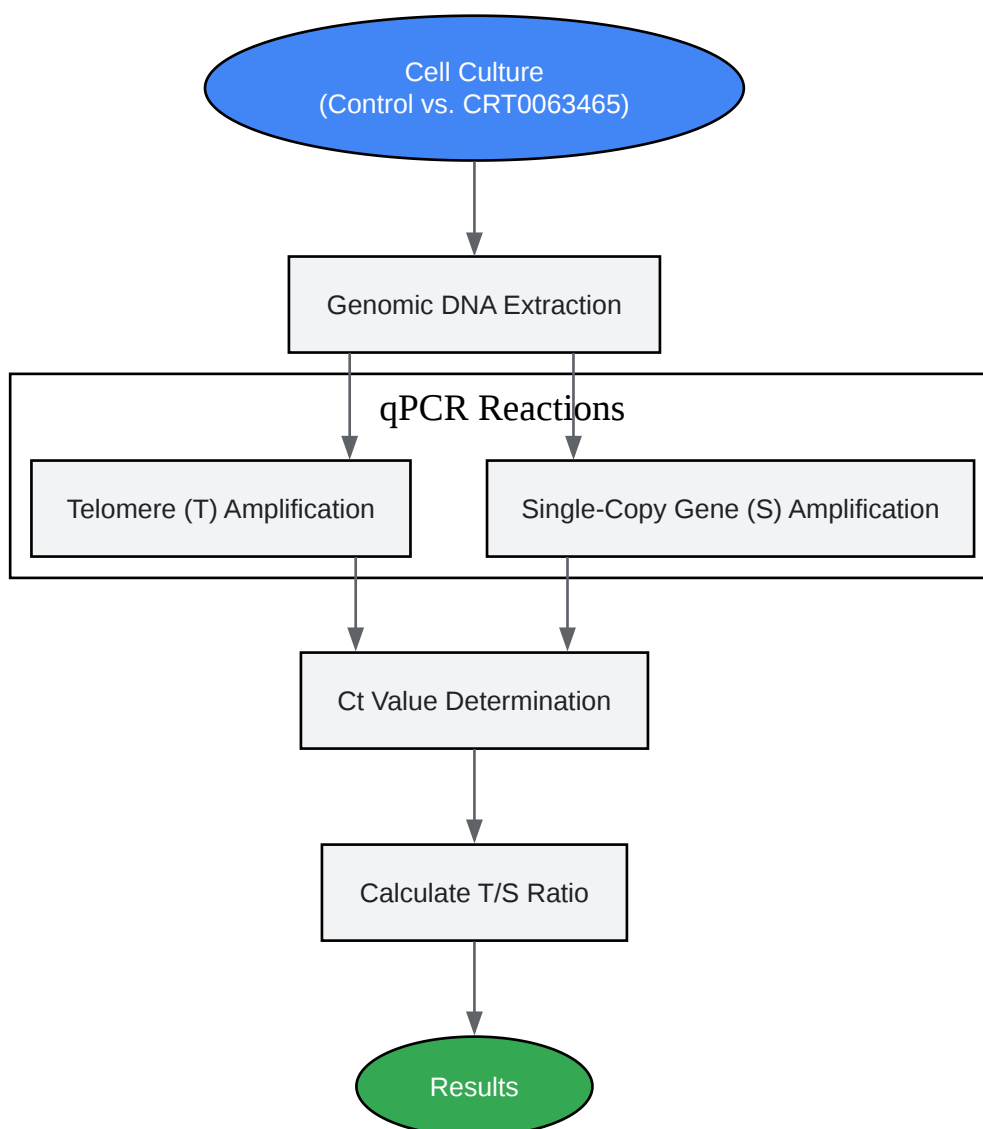 Cell Culture
(Control vs. CRT0063465)
Genomic DNA Extraction
qPCR Reactions
Telomere (T) Amplification
Single-Copy Gene (S) Amplification
Ct Value Determination
Calculate T/S Ratio
Results